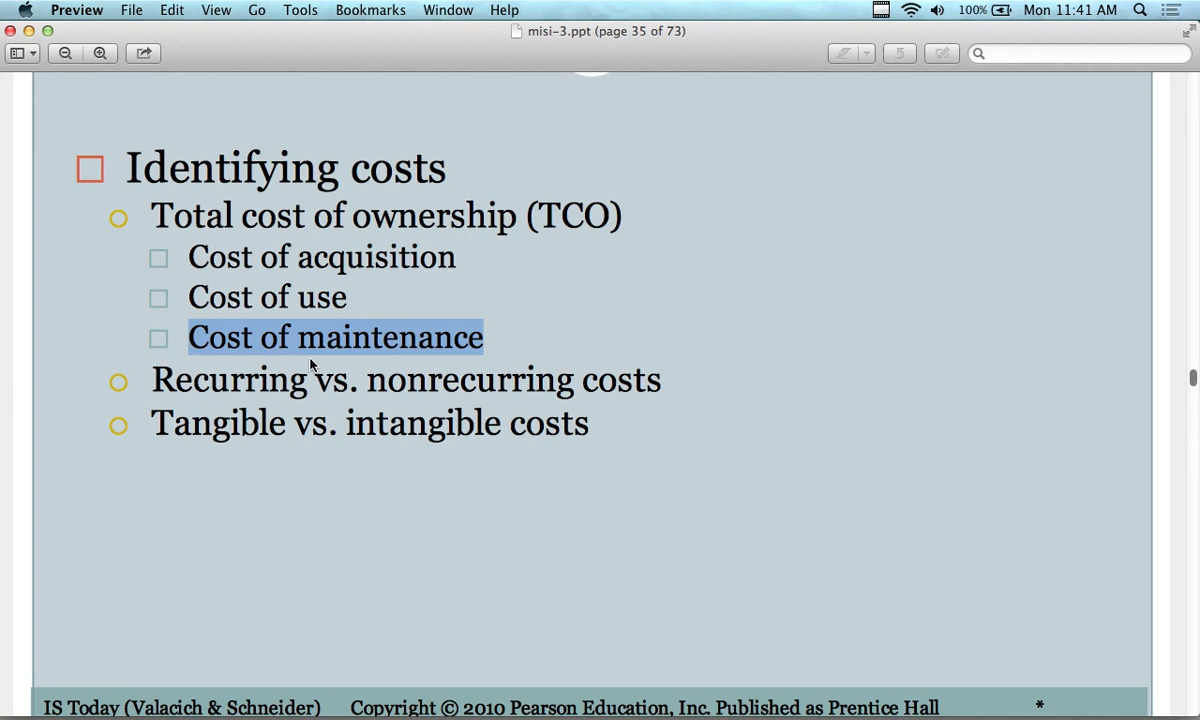 Preview File Edit View Go Tools Bookmarks Window Help 100% Mon 11:41 AM
misi-3.ppt (page 35 of 73)
Identifying costs
Total cost of ownership (TCO)
Cost of acquisition
Cost of use
Cost of maintenance
Recurring vs. nonrecurring costs
Tangible vs. intangible costs
IS Today (Valacich & Schneider) Copyright © 2010 Pearson Education, Inc. Published as Prentice Hall *